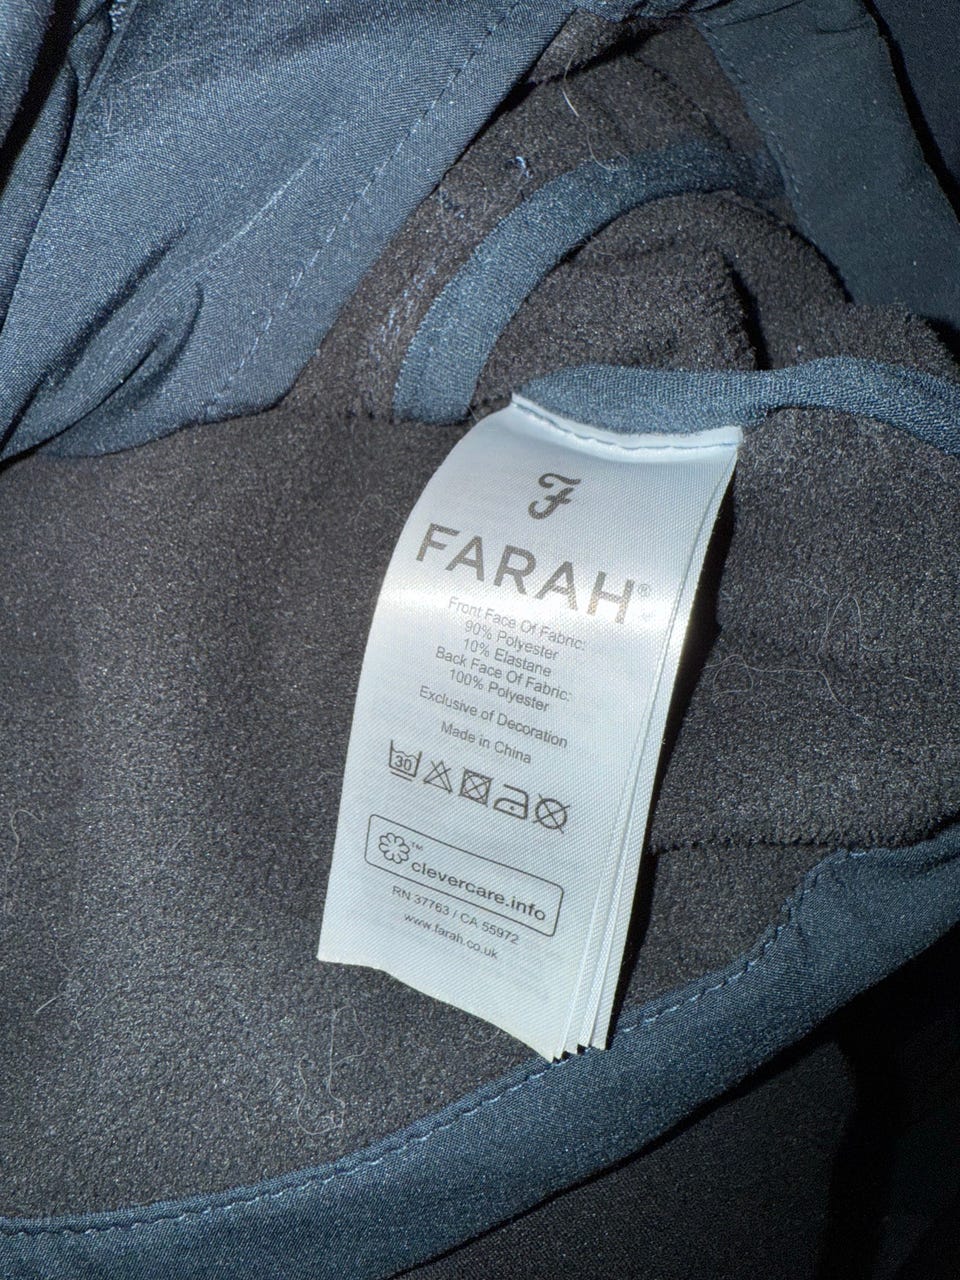 F
FARAH®
Front Face Of Fabric:
90% Polyester
10% Elastane
Back Face Of Fabric:
100% Polyester
Exclusive of Decoration
Made in China
30
clevercare.info™
RN 37763 / CA 55972
www.farah.co.uk